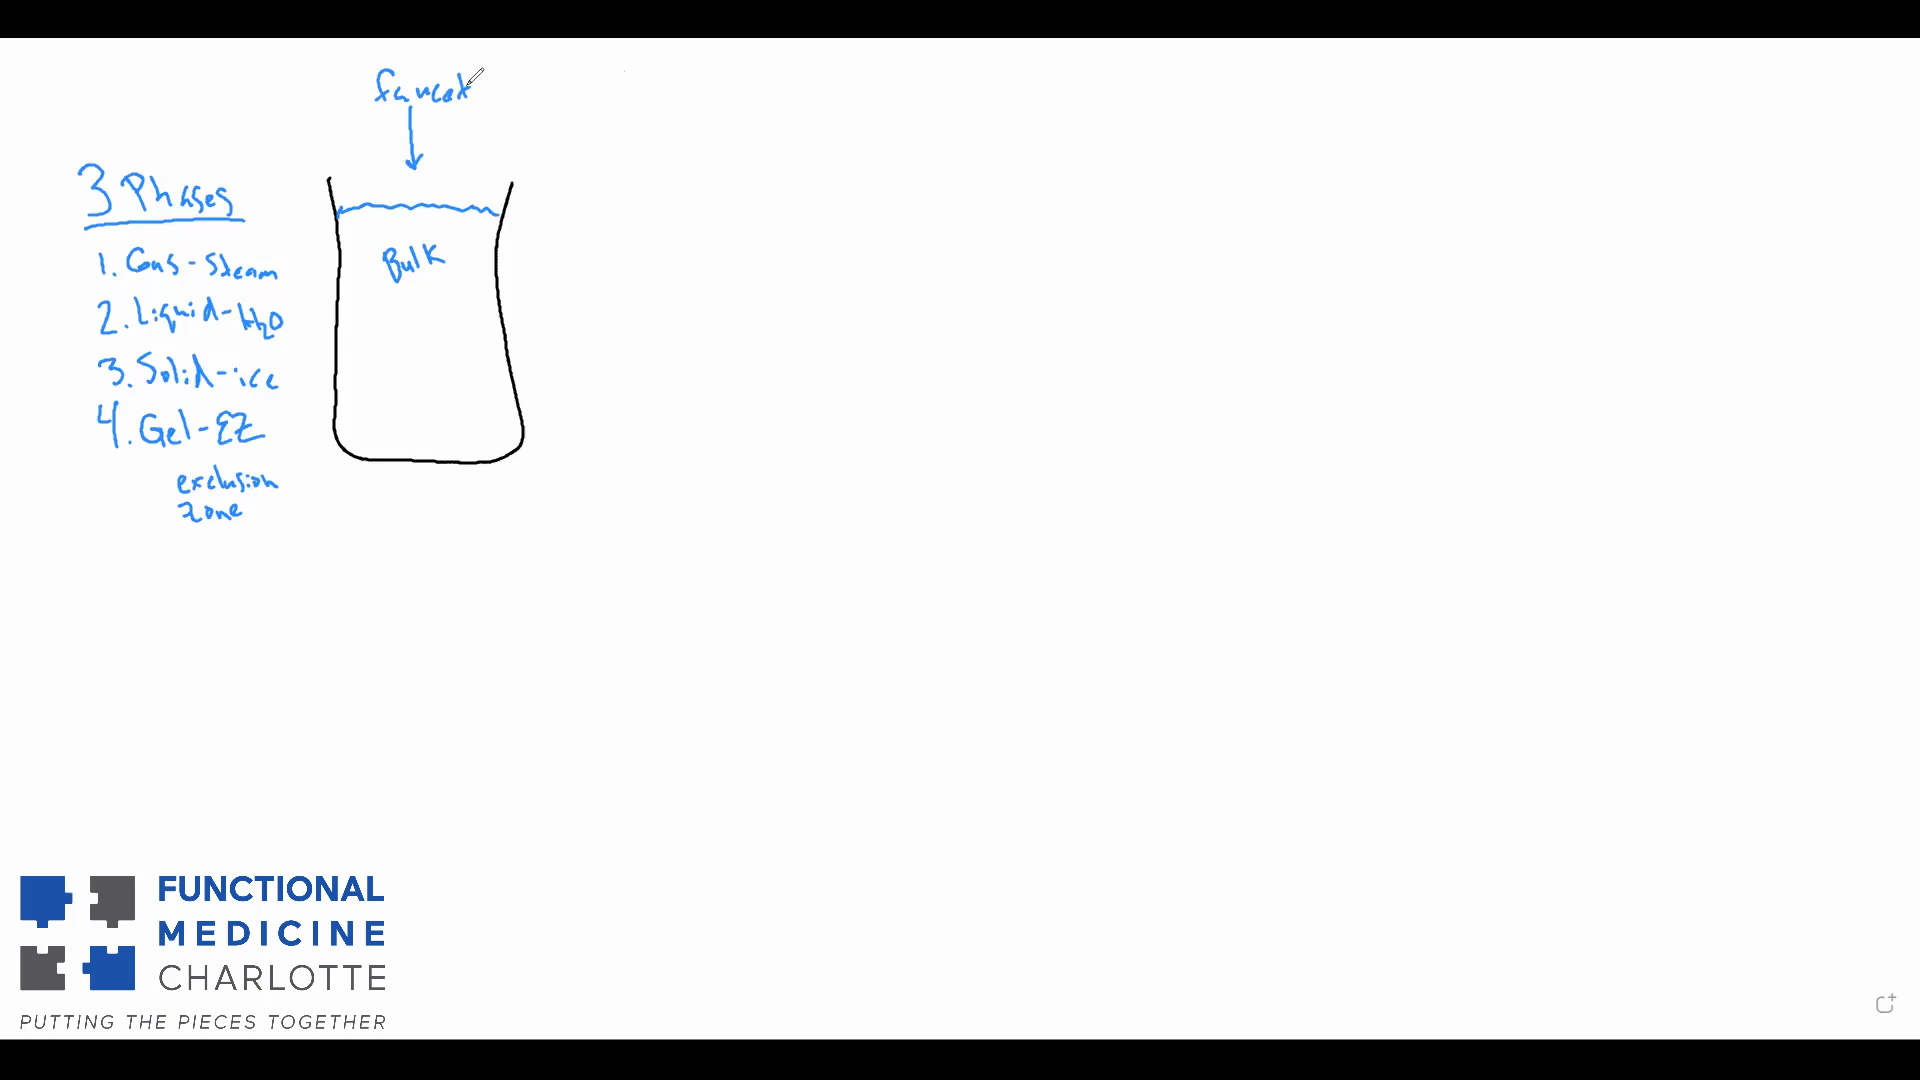 faucet
3 Phases
1. Gas - Steam
2. Liquid - H2O
3. Solid - ice
4. Gel - EZ
exclusion
zone
Bulk
FUNCTIONAL
MEDICINE
CHARLOTTE
PUTTING THE PIECES TOGETHER